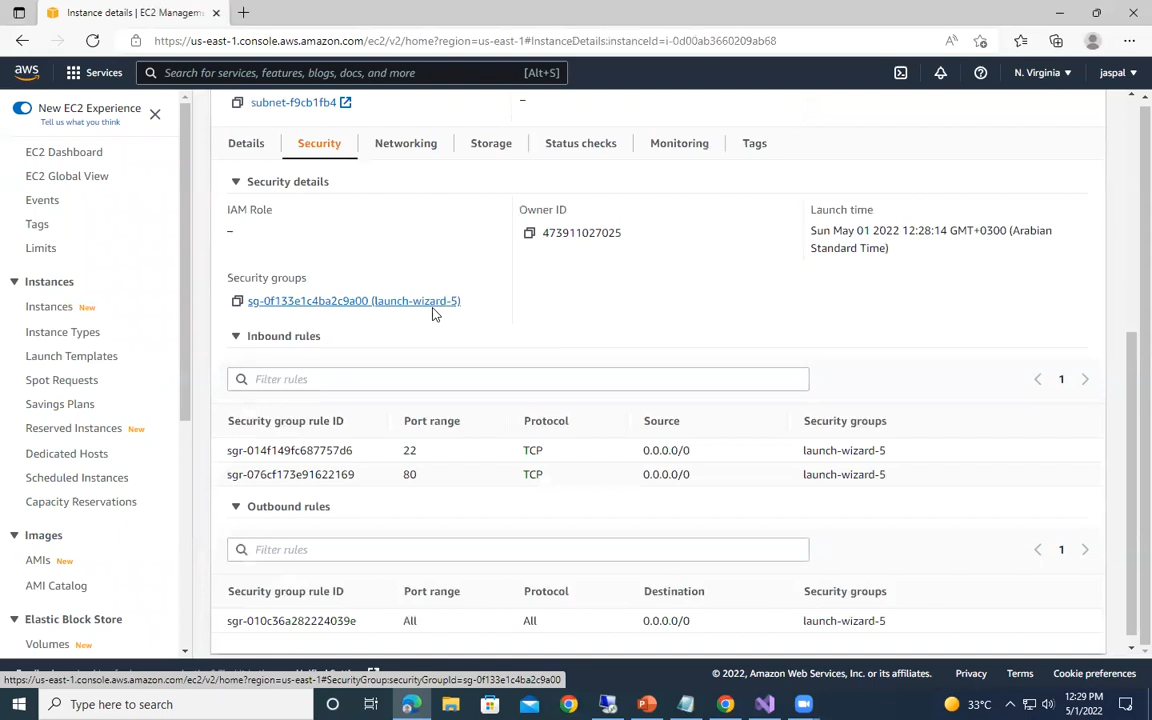 Instance details | EC2 Managem
https://us-east-1.console.aws.amazon.com/ec2/v2/home?region=us-east-1#InstanceDetails:instanceId=i-0d00ab3660209ab68
aws
Services
Search for services, features, blogs, docs, and more
[Alt+S]
N. Virginia
jaspal
New EC2 Experience
Tell us what you think
EC2 Dashboard
EC2 Global View
Events
Tags
Limits
Instances
Instances New
Instance Types
Launch Templates
Spot Requests
Savings Plans
Reserved Instances New
Dedicated Hosts
Scheduled Instances
Capacity Reservations
Images
AMIs New
AMI Catalog
Elastic Block Store
Volumes New
subnet-f9cb1fb4
–
Details
Security
Networking
Storage
Status checks
Monitoring
Tags
Security details
IAM Role
–
Owner ID
473911027025
Launch time
Sun May 01 2022 12:28:14 GMT+0300 (Arabian
Standard Time)
Security groups
sg-0f133e1c4ba2c9a00 (launch-wizard-5)
Inbound rules
Filter rules
1
Security group rule ID Port range Protocol Source Security groups
sgr-014f149fc687757d6 22 TCP 0.0.0.0/0 launch-wizard-5
sgr-076cf173e91622169 80 TCP 0.0.0.0/0 launch-wizard-5
Outbound rules
Filter rules
1
Security group rule ID Port range Protocol Destination Security groups
sgr-010c36a282224039e All All 0.0.0.0/0 launch-wizard-5
https://us-east-1.console.aws.amazon.com/ec2/v2/home?region=us-east-1#SecurityGroup:securityGroupId=sg-0f133e1c4ba2c9a00
© 2022, Amazon Web Services, Inc. or its affiliates.
Privacy
Terms
Cookie preferences
Type here to search
33°C
12:29 PM
5/1/2022